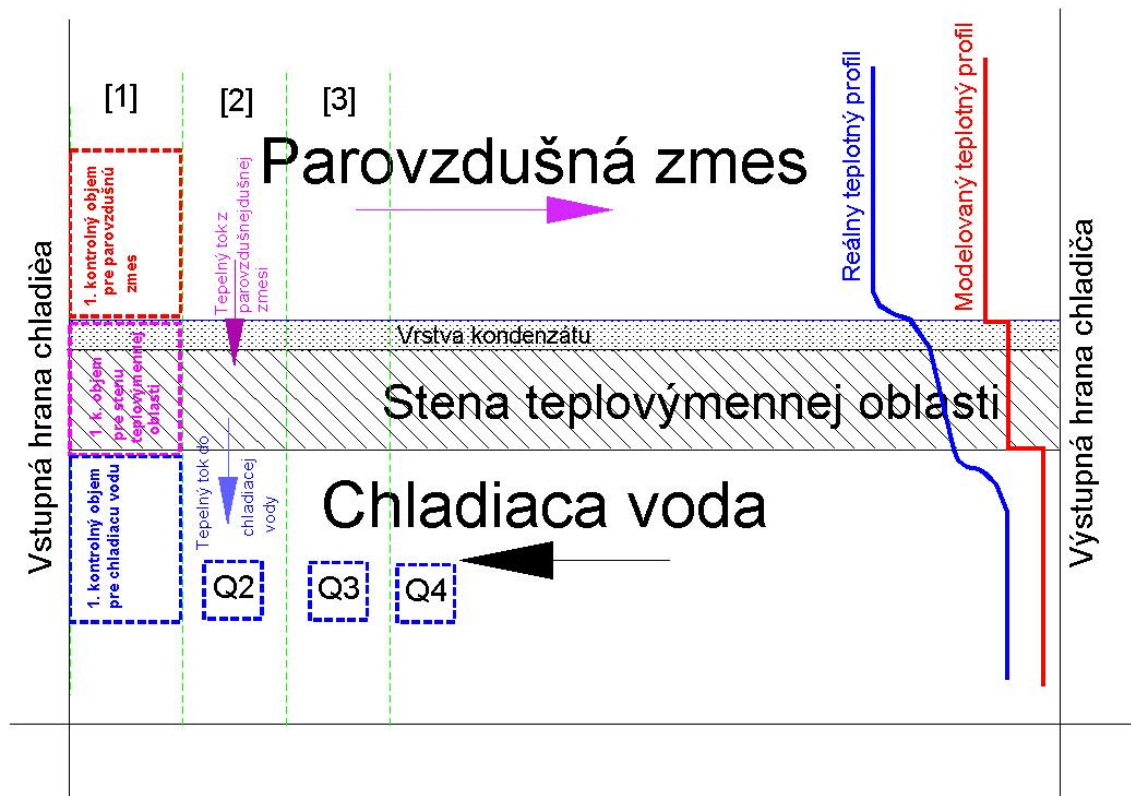 [1]
[2]
[3]
Parovzdušná zmes
1. kontrolný objem
pre parovzdušnú
zmes
Tepelný tok z
parovzdušnejdušnej
zmesi
Reálny teplotný profil
Modelovaný teplotný profil
Vstupná hrana chladièa
Výstupná hrana chladiča
Vrstva kondenzátu
1. k. objem
pre stenu
teplovýmennej
oblasti
Stena teplovýmennej oblasti
Chladiaca voda
1. kontrolný objem
pre chladiacu vodu
Tepelný tok do
chladiacej
vody
Q2
Q3
Q4